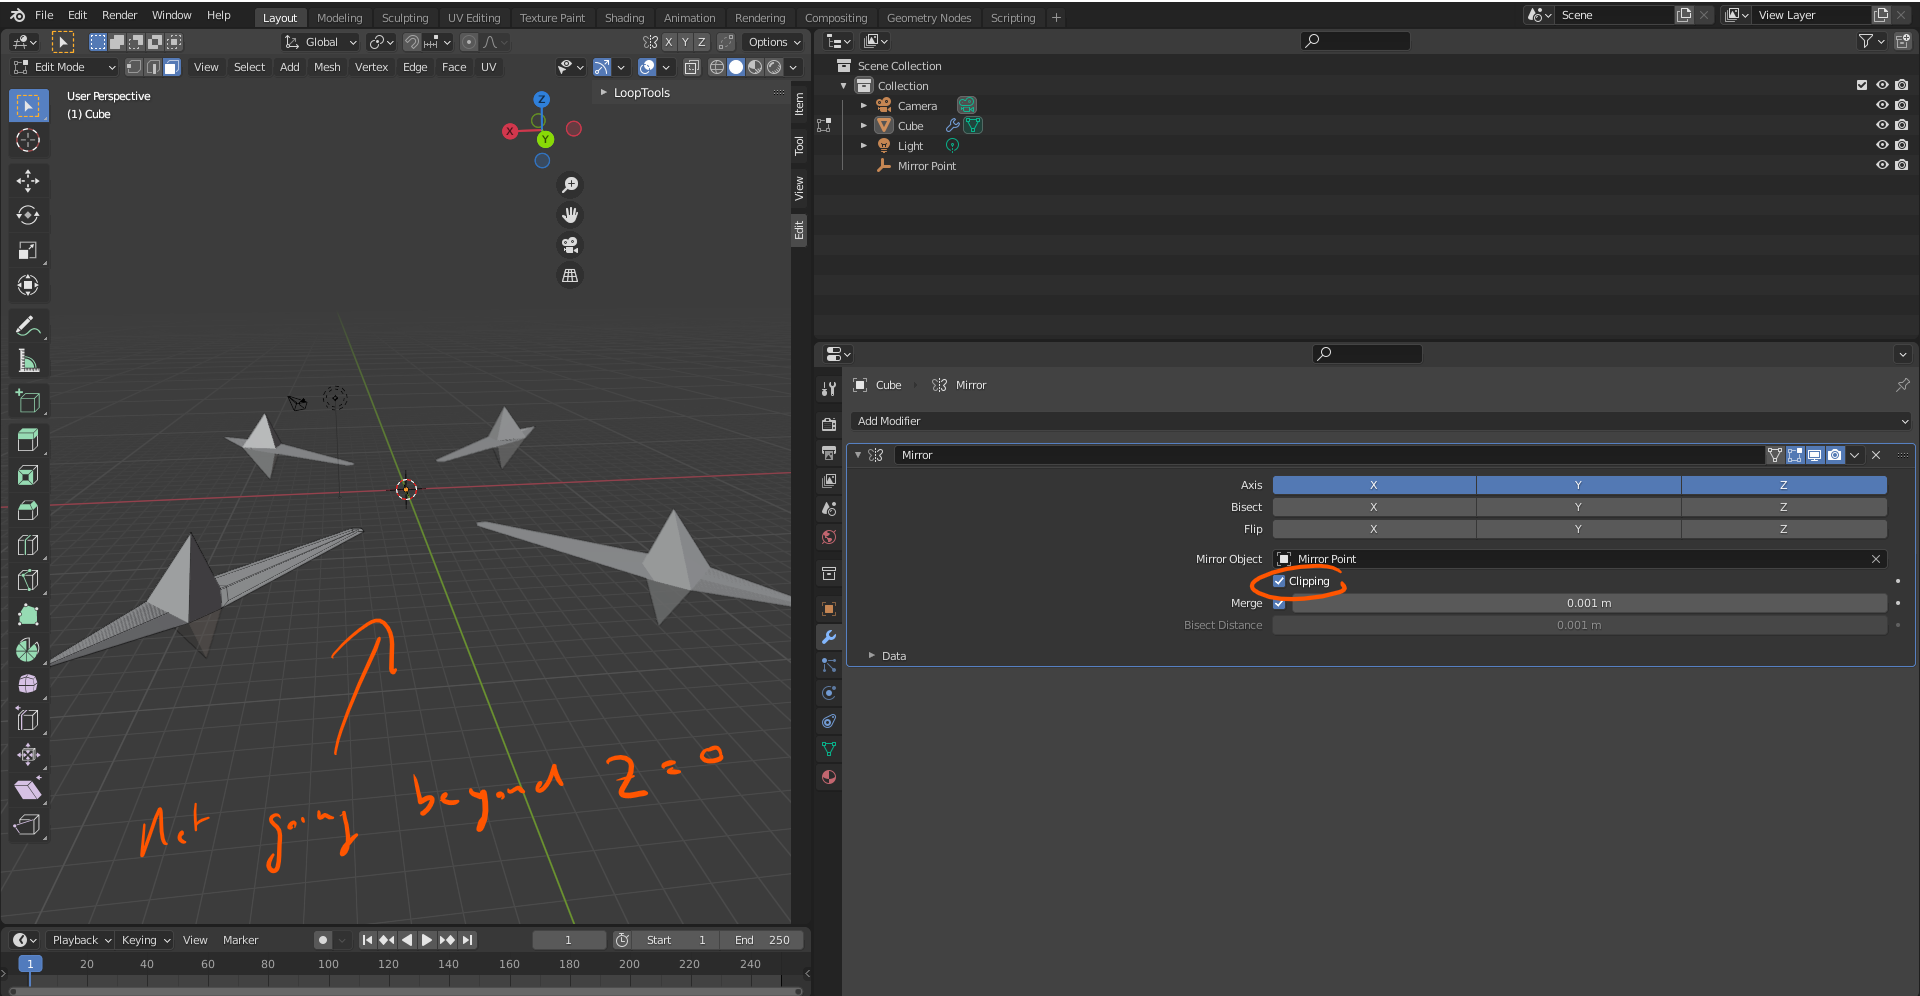 File Edit Render Window Help Layout Modeling Sculpting UV Editing Texture Paint Shading Animation Rendering Compositing Geometry Nodes Scripting + Scene View Layer
Global X Y Z Options
Edit Mode View Select Add Mesh Vertex Edge Face UV
User Perspective
(1) Cube
LoopTools
Item
Tool
View
Edit
Z
X
Y
Not going beyond Z = 0
Playback Keying View Marker 1 Start 1 End 250
1 20 40 60 80 100 120 140 160 180 200 220 240
Scene Collection
Collection
Camera
Cube
Light
Mirror Point
Cube Mirror
Add Modifier
Mirror
Axis X Y Z
Bisect X Y Z
Flip X Y Z
Mirror Object Mirror Point
Clipping
Merge 0.001 m
Bisect Distance 0.001 m
Data